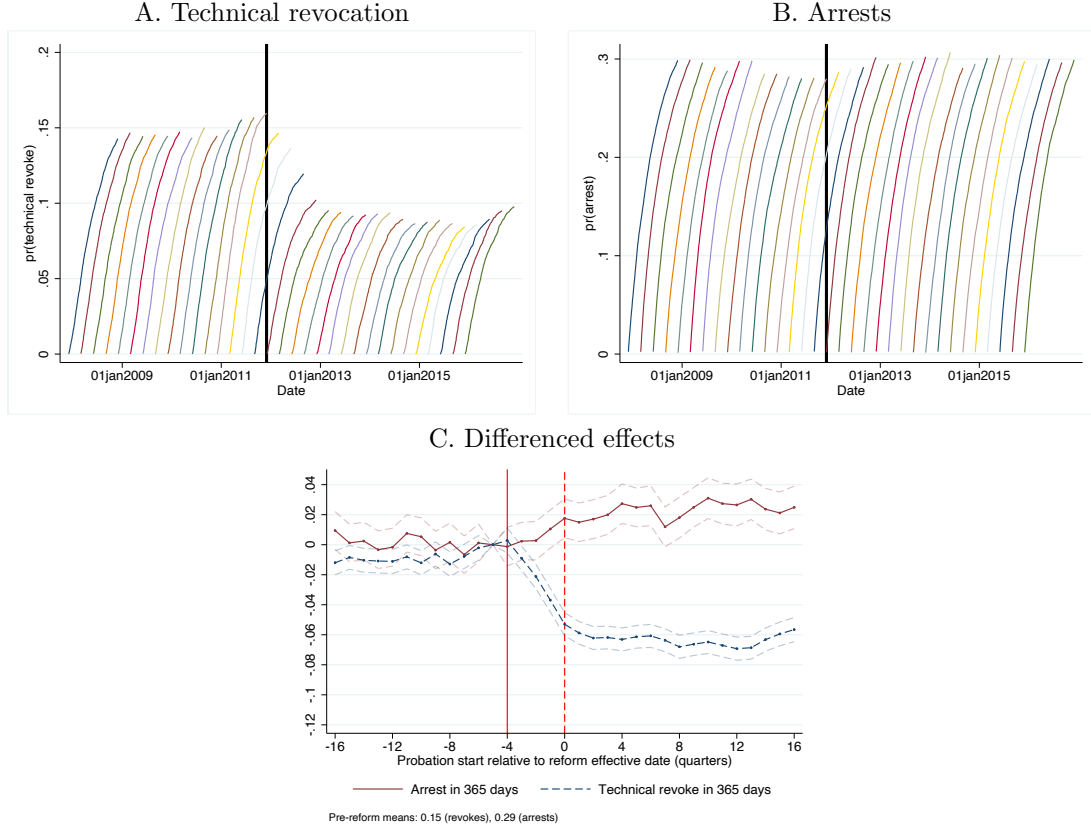 A. Technical revocation
pr(technical revoke)
.2
.15
.1
.05
0
01jan2009 01jan2011 01jan2013 01jan2015
Date
B. Arrests
pr(arrest)
.3
.2
.1
0
01jan2009 01jan2011 01jan2013 01jan2015
Date
C. Differenced effects
.04
.02
0
-.02
-.04
-.06
-.08
-.1
-.12
-16 -12 -8 -4 0 4 8 12 16
Probation start relative to reform effective date (quarters)
Arrest in 365 days Technical revoke in 365 days
Pre-reform means: 0.15 (revokes), 0.29 (arrests)